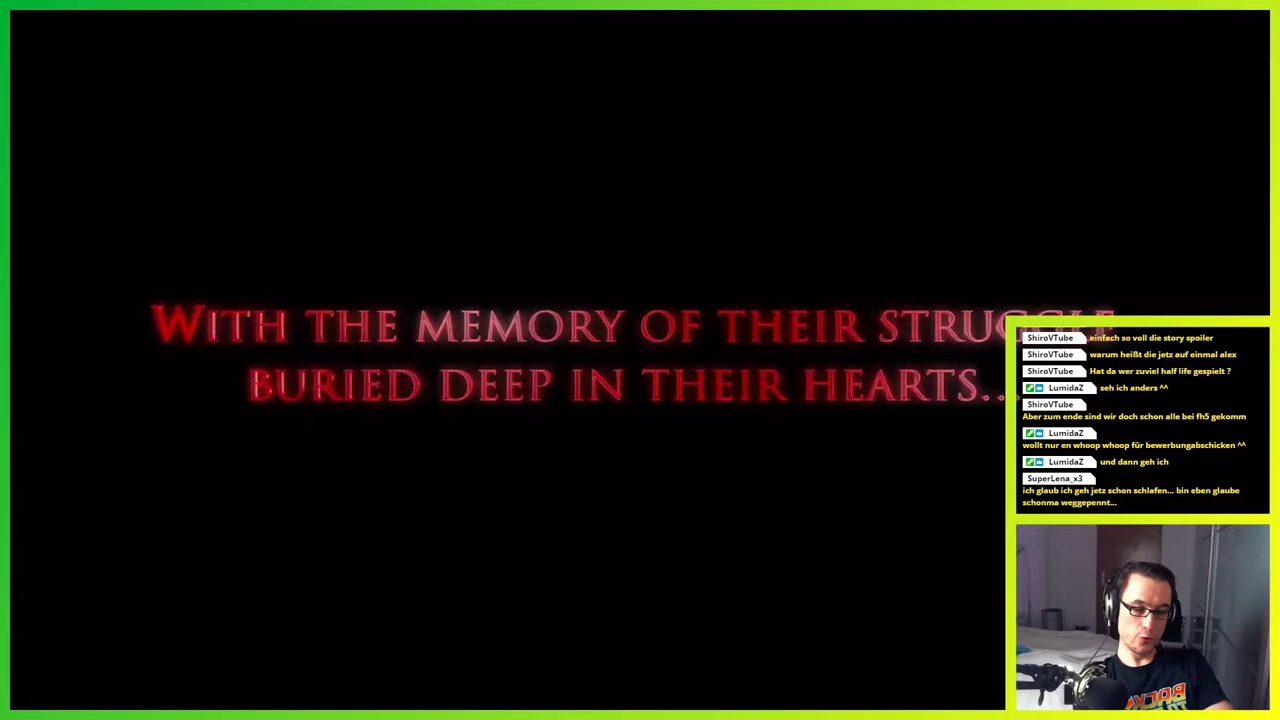 WITH THE MEMORY OF THEIR STRUGGLE
BURIED DEEP IN THEIR HEARTS...
ShiroVTube einfach so voll die story spoiler
ShiroVTube warum heißt die jetz auf einmal alex
ShiroVTube Hat da wer zuviel half life gespielt ?
LumidaZ seh ich anders ^^
ShiroVTube
Aber zum ende sind wir doch schon alle bei fh5 gekomm
LumidaZ
wollt nur en whoop whoop für bewerbungabschicken ^^
LumidaZ und dann geh ich
SuperLena_x3
ich glaub ich geh jetz schon schlafen... bin eben glaube
schonma weggepennt...